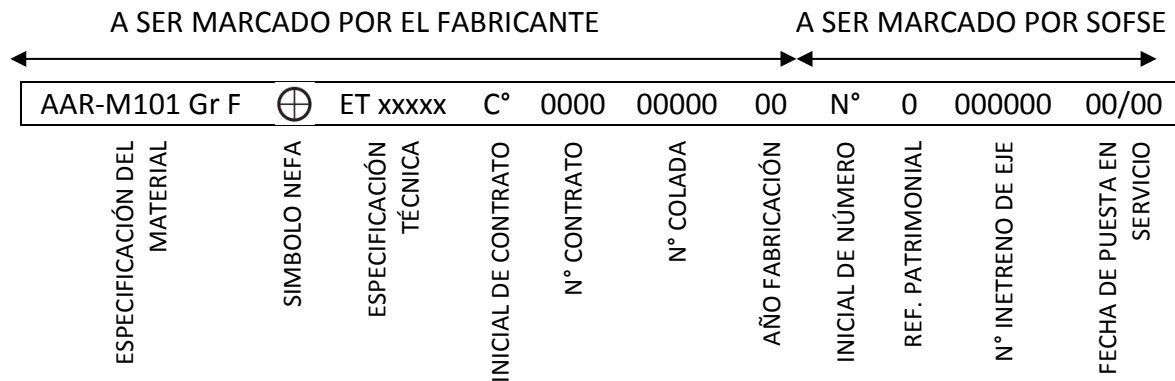 A SER MARCADO POR EL FABRICANTE
A SER MARCADO POR SOFSE
AAR-M101 Gr F ⊕ ET xxxxx C° 0000 00000 00 N° 0 000000 00/00
ESPECIFICACIÓN DEL
MATERIAL
SIMBOLO NEFA
ESPECIFICACIÓN
TÉCNICA
INICIAL DE CONTRATO
N° CONTRATO
N° COLADA
AÑO FABRICACIÓN
INICIAL DE NÚMERO
REF. PATRIMONIAL
N° INETRENO DE EJE
FECHA DE PUESTA EN
SERVICIO